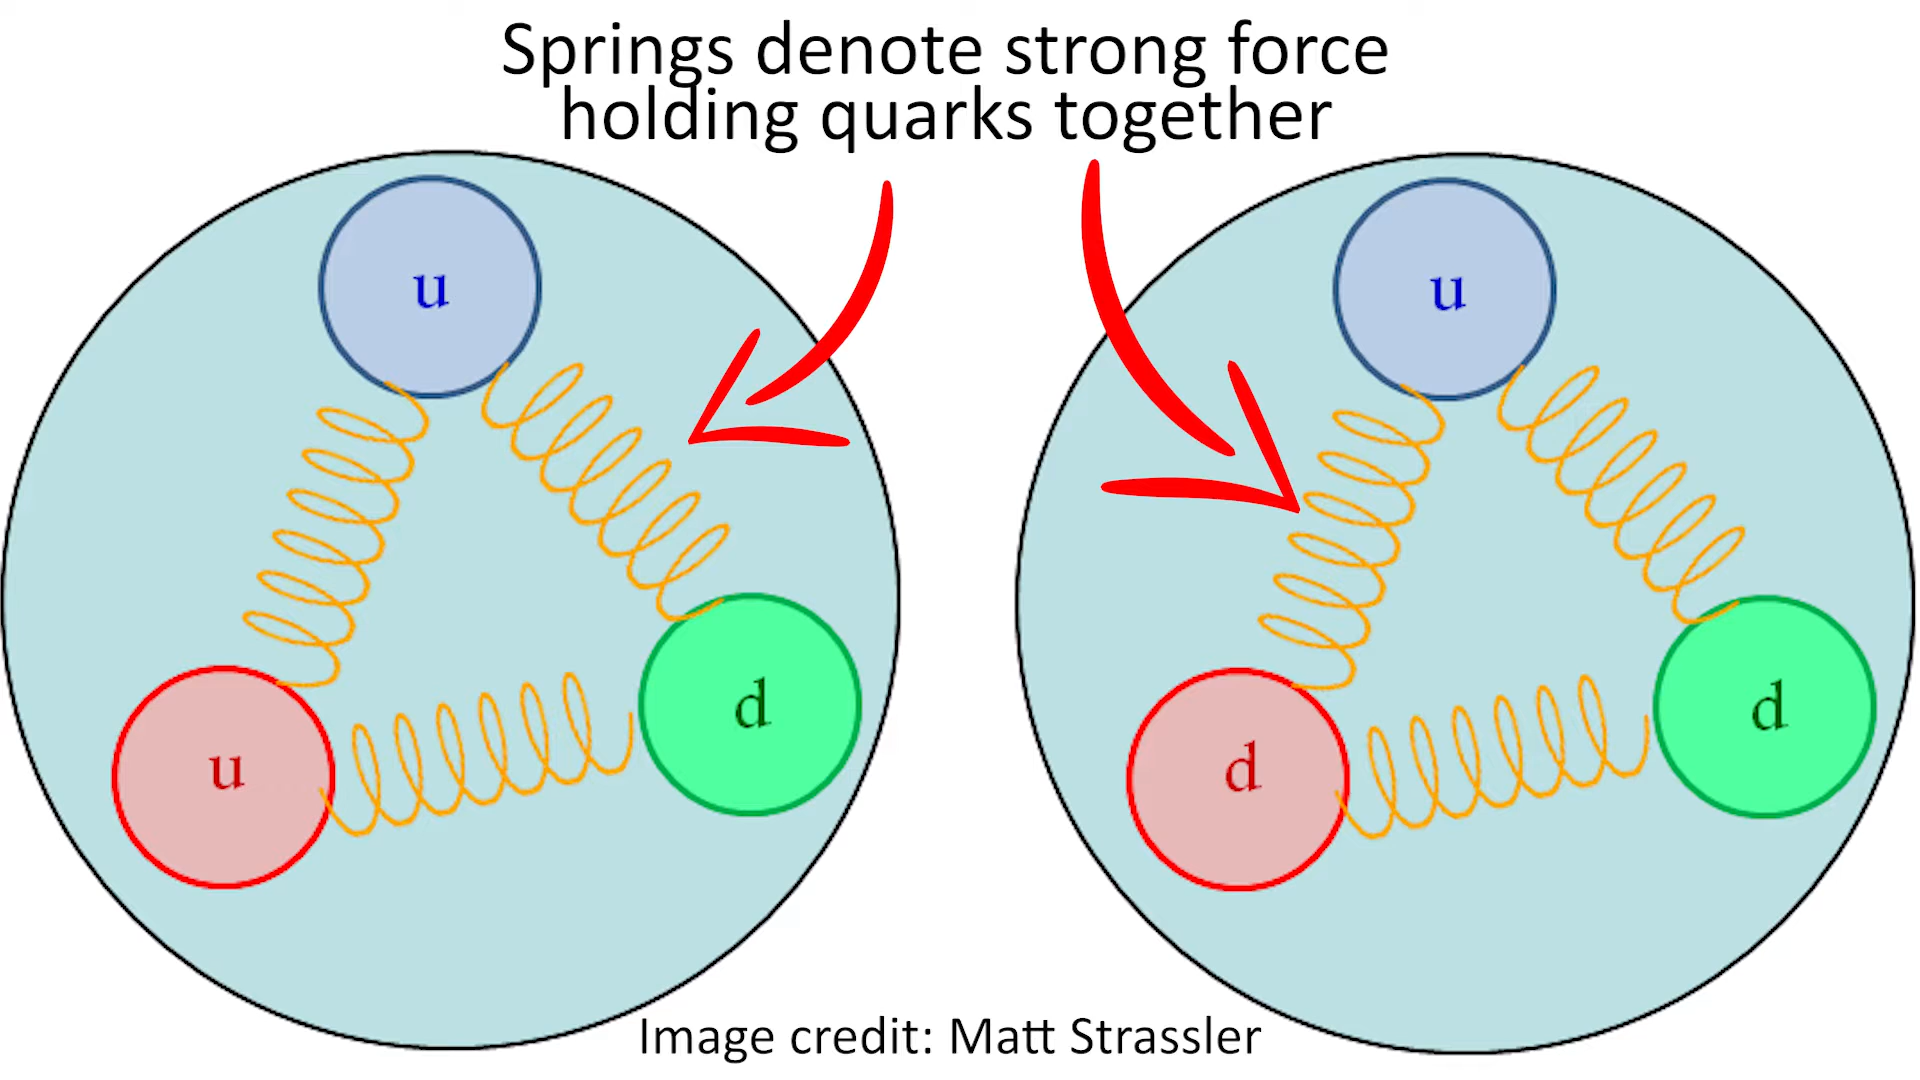 Springs denote strong force
holding quarks together
u
u
d
u
d
d
Image credit: Matt Strassler